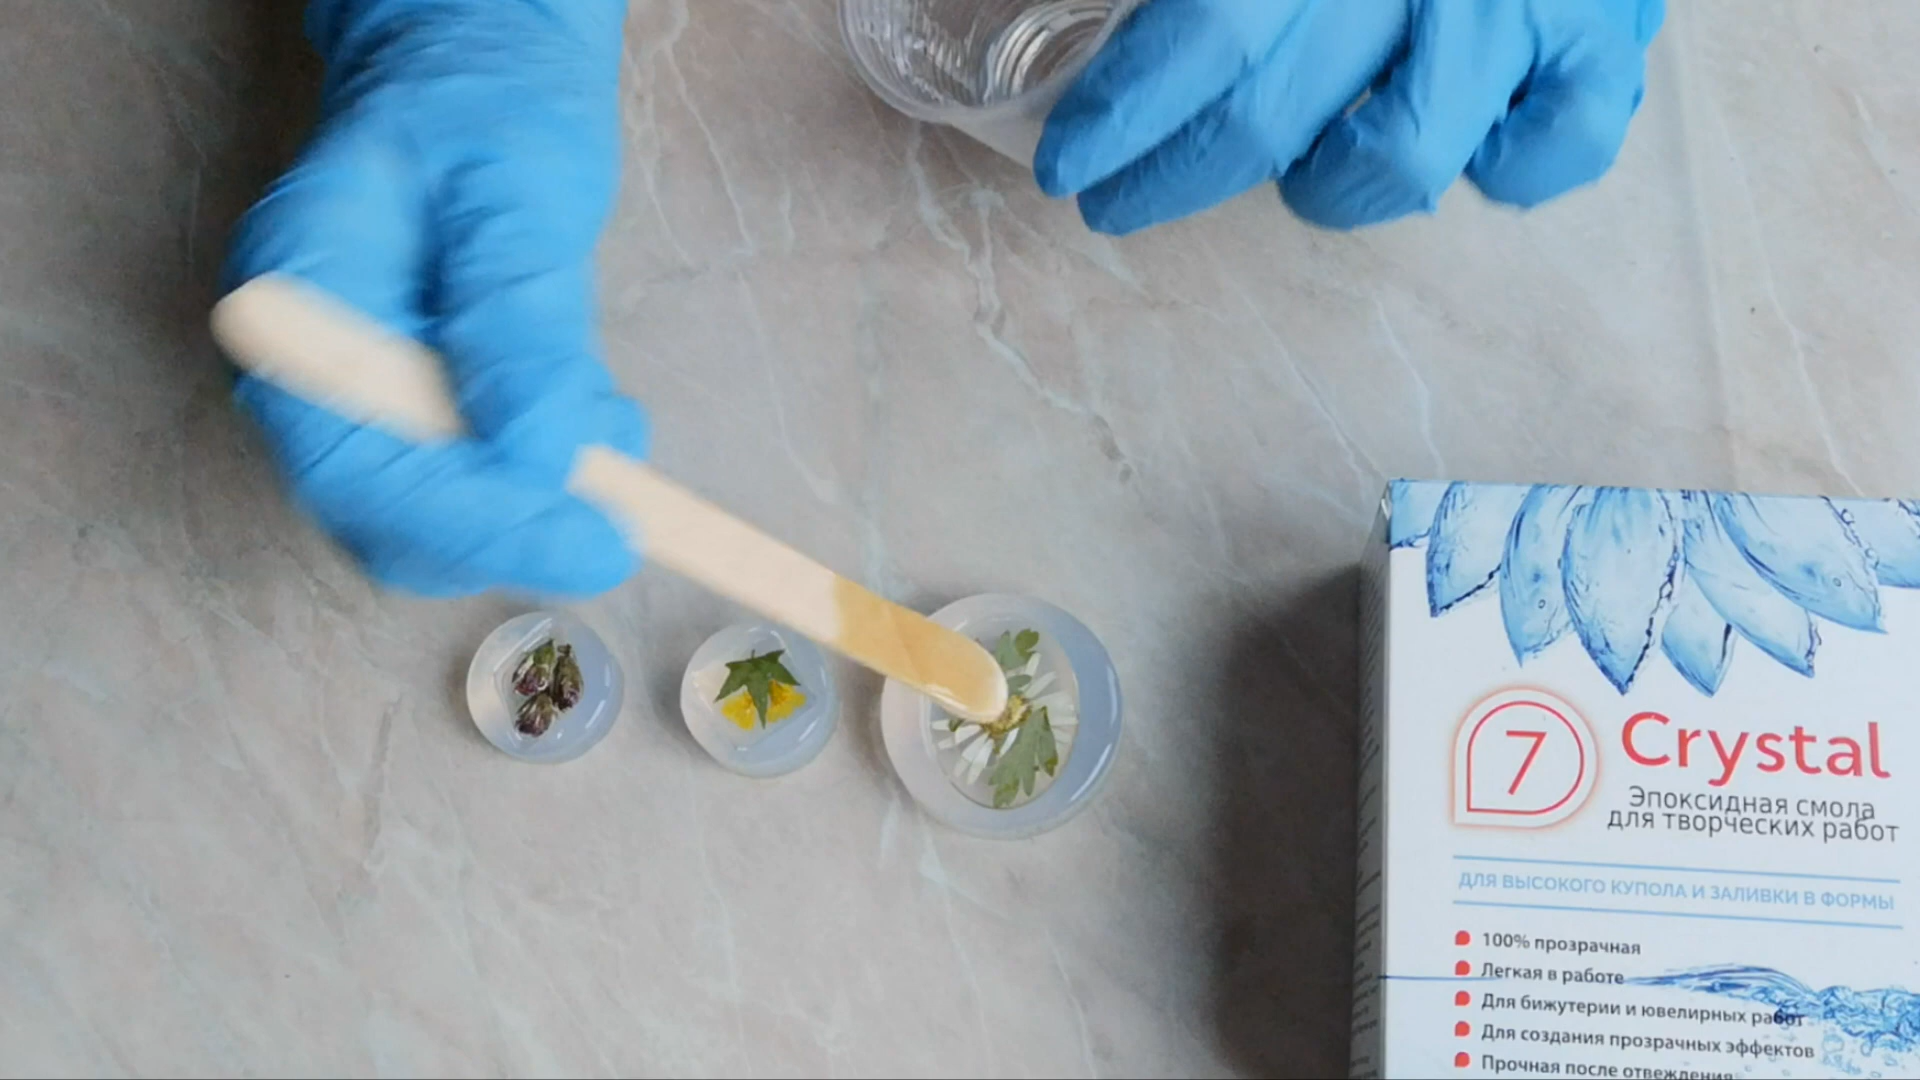 7
Crystal
Эпоксидная смола
для творческих работ
ДЛЯ ВЫСОКОГО КУПОЛА И ЗАЛИВКИ В ФОРМЫ
100% прозрачная
Легкая в работе
Для бижутерии и ювелирных работ
Для создания прозрачных эффектов
Прочная после отвеждения